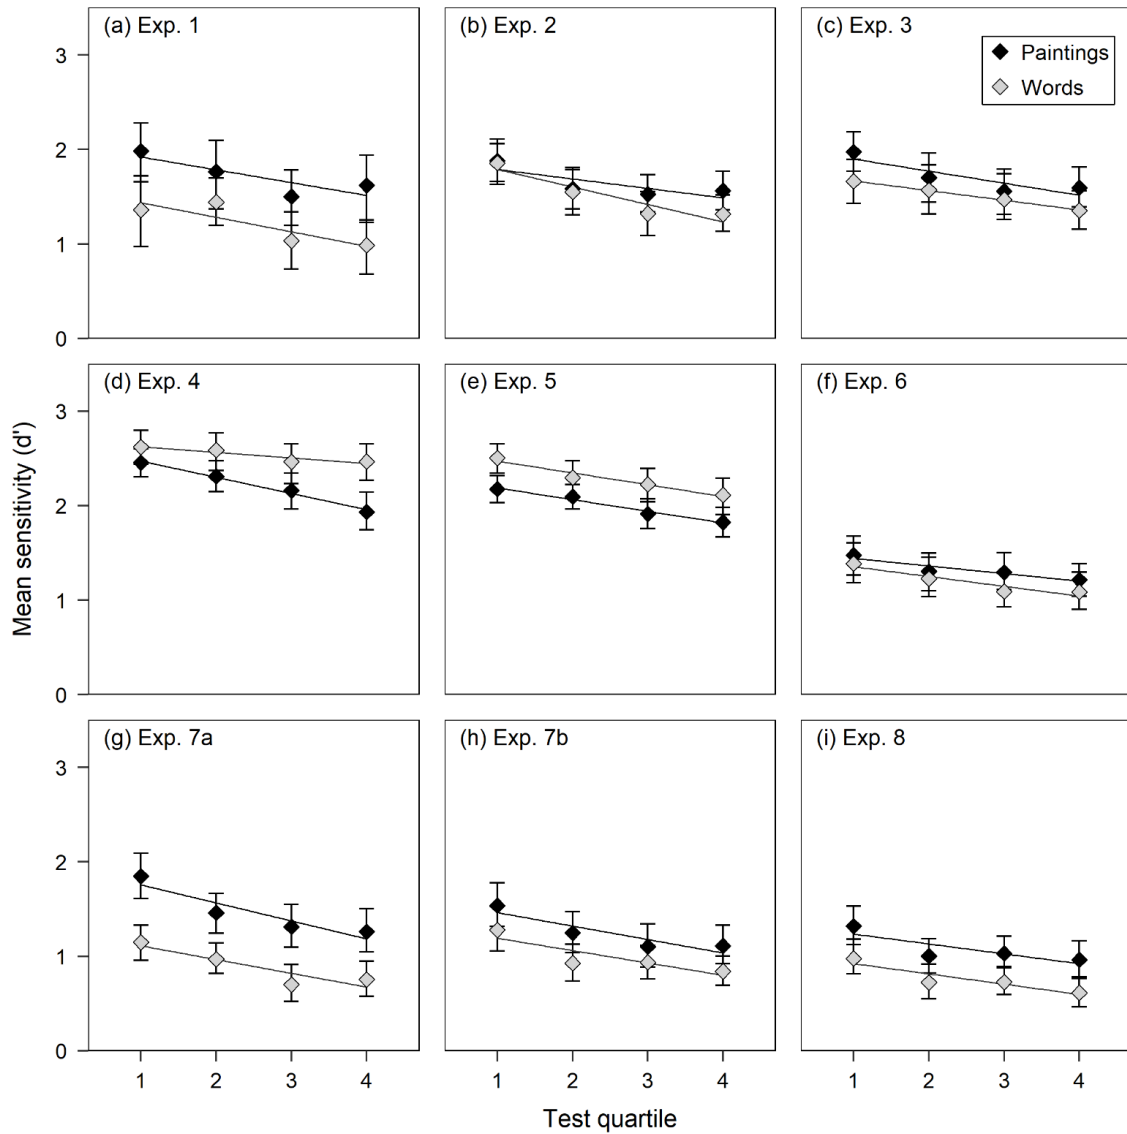 (a) Exp. 1
(b) Exp. 2
(c) Exp. 3
Paintings
Words
3
2
1
0
(d) Exp. 4
(e) Exp. 5
(f) Exp. 6
3
2
1
0
Mean sensitivity (d')
(g) Exp. 7a
(h) Exp. 7b
(i) Exp. 8
3
2
1
0
1 2 3 4
1 2 3 4
1 2 3 4
Test quartile